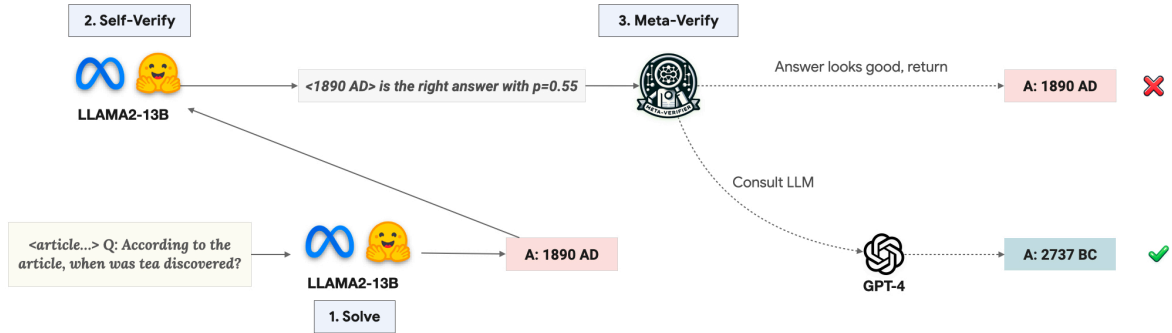 2. Self-Verify
3. Meta-Verify
LLAMA2-13B
<1890 AD> is the right answer with p=0.55
META-VERIFIER
Answer looks good, return
A: 1890 AD
Consult LLM
<article...> Q: According to the
article, when was tea discovered?
LLAMA2-13B
A: 1890 AD
GPT-4
A: 2737 BC
1. Solve